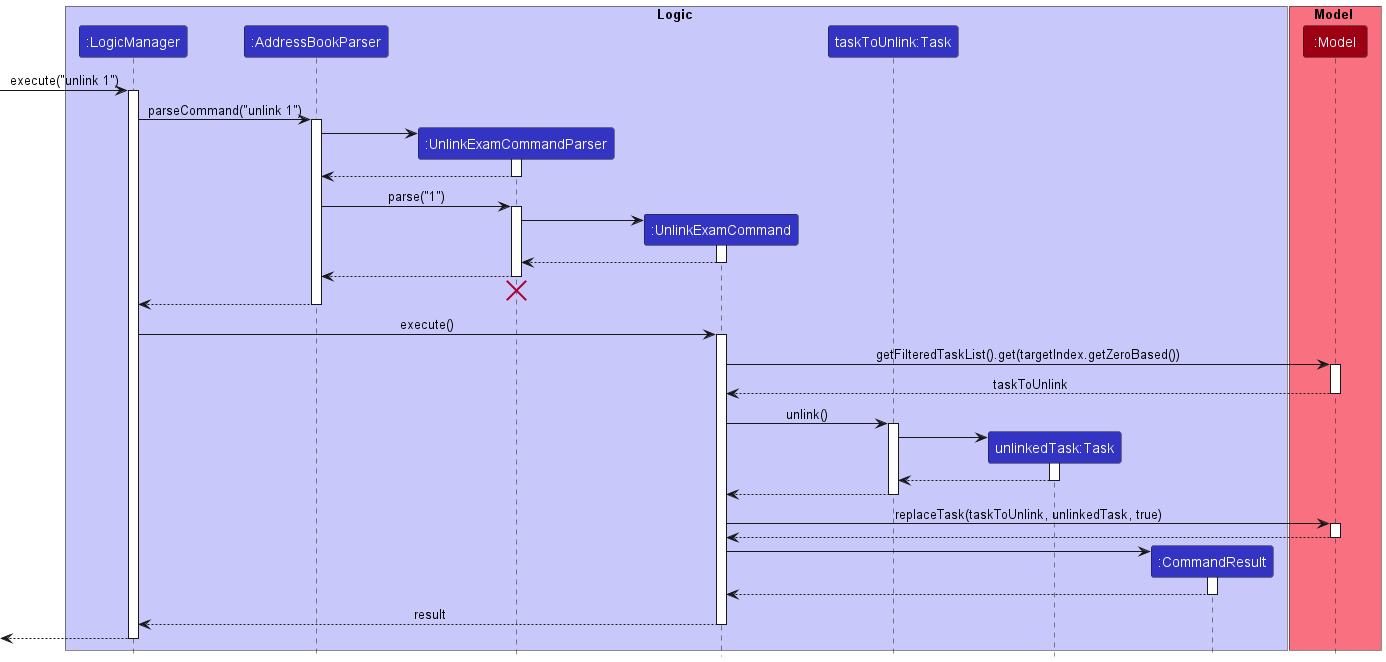 Logic
Model
:LogicManager
:AddressBookParser
taskToUnlink:Task
:Model
execute("unlink 1")
parseCommand("unlink 1")
:UnlinkExamCommandParser
parse("1")
:UnlinkExamCommand
execute()
getFilteredTaskList().get(targetIndex.getZeroBased())
taskToUnlink
unlink()
unlinkedTask:Task
replaceTask(taskToUnlink, unlinkedTask, true)
:CommandResult
result